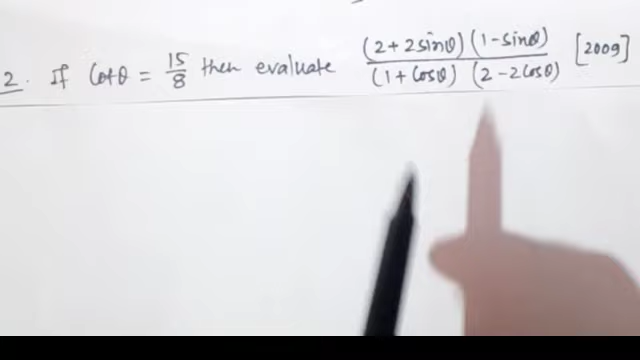 2. If Cotθ = 15/8 then evaluate (2+2sinθ)(1-sinθ)/(1+Cosθ)(2-2Cosθ) [2009]